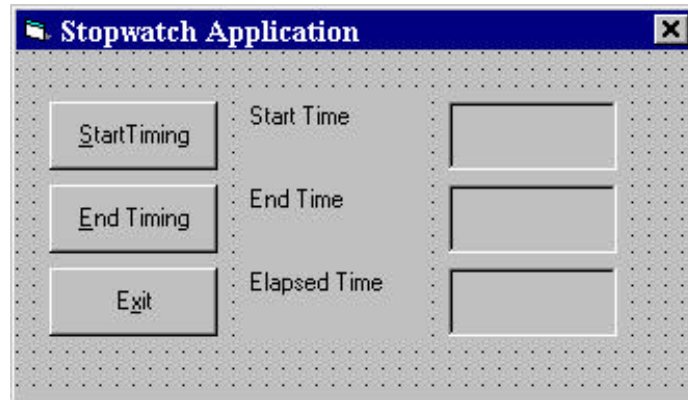 Stopwatch Application
StartTiming
Start Time
End Timing
End Time
Exit
Elapsed Time